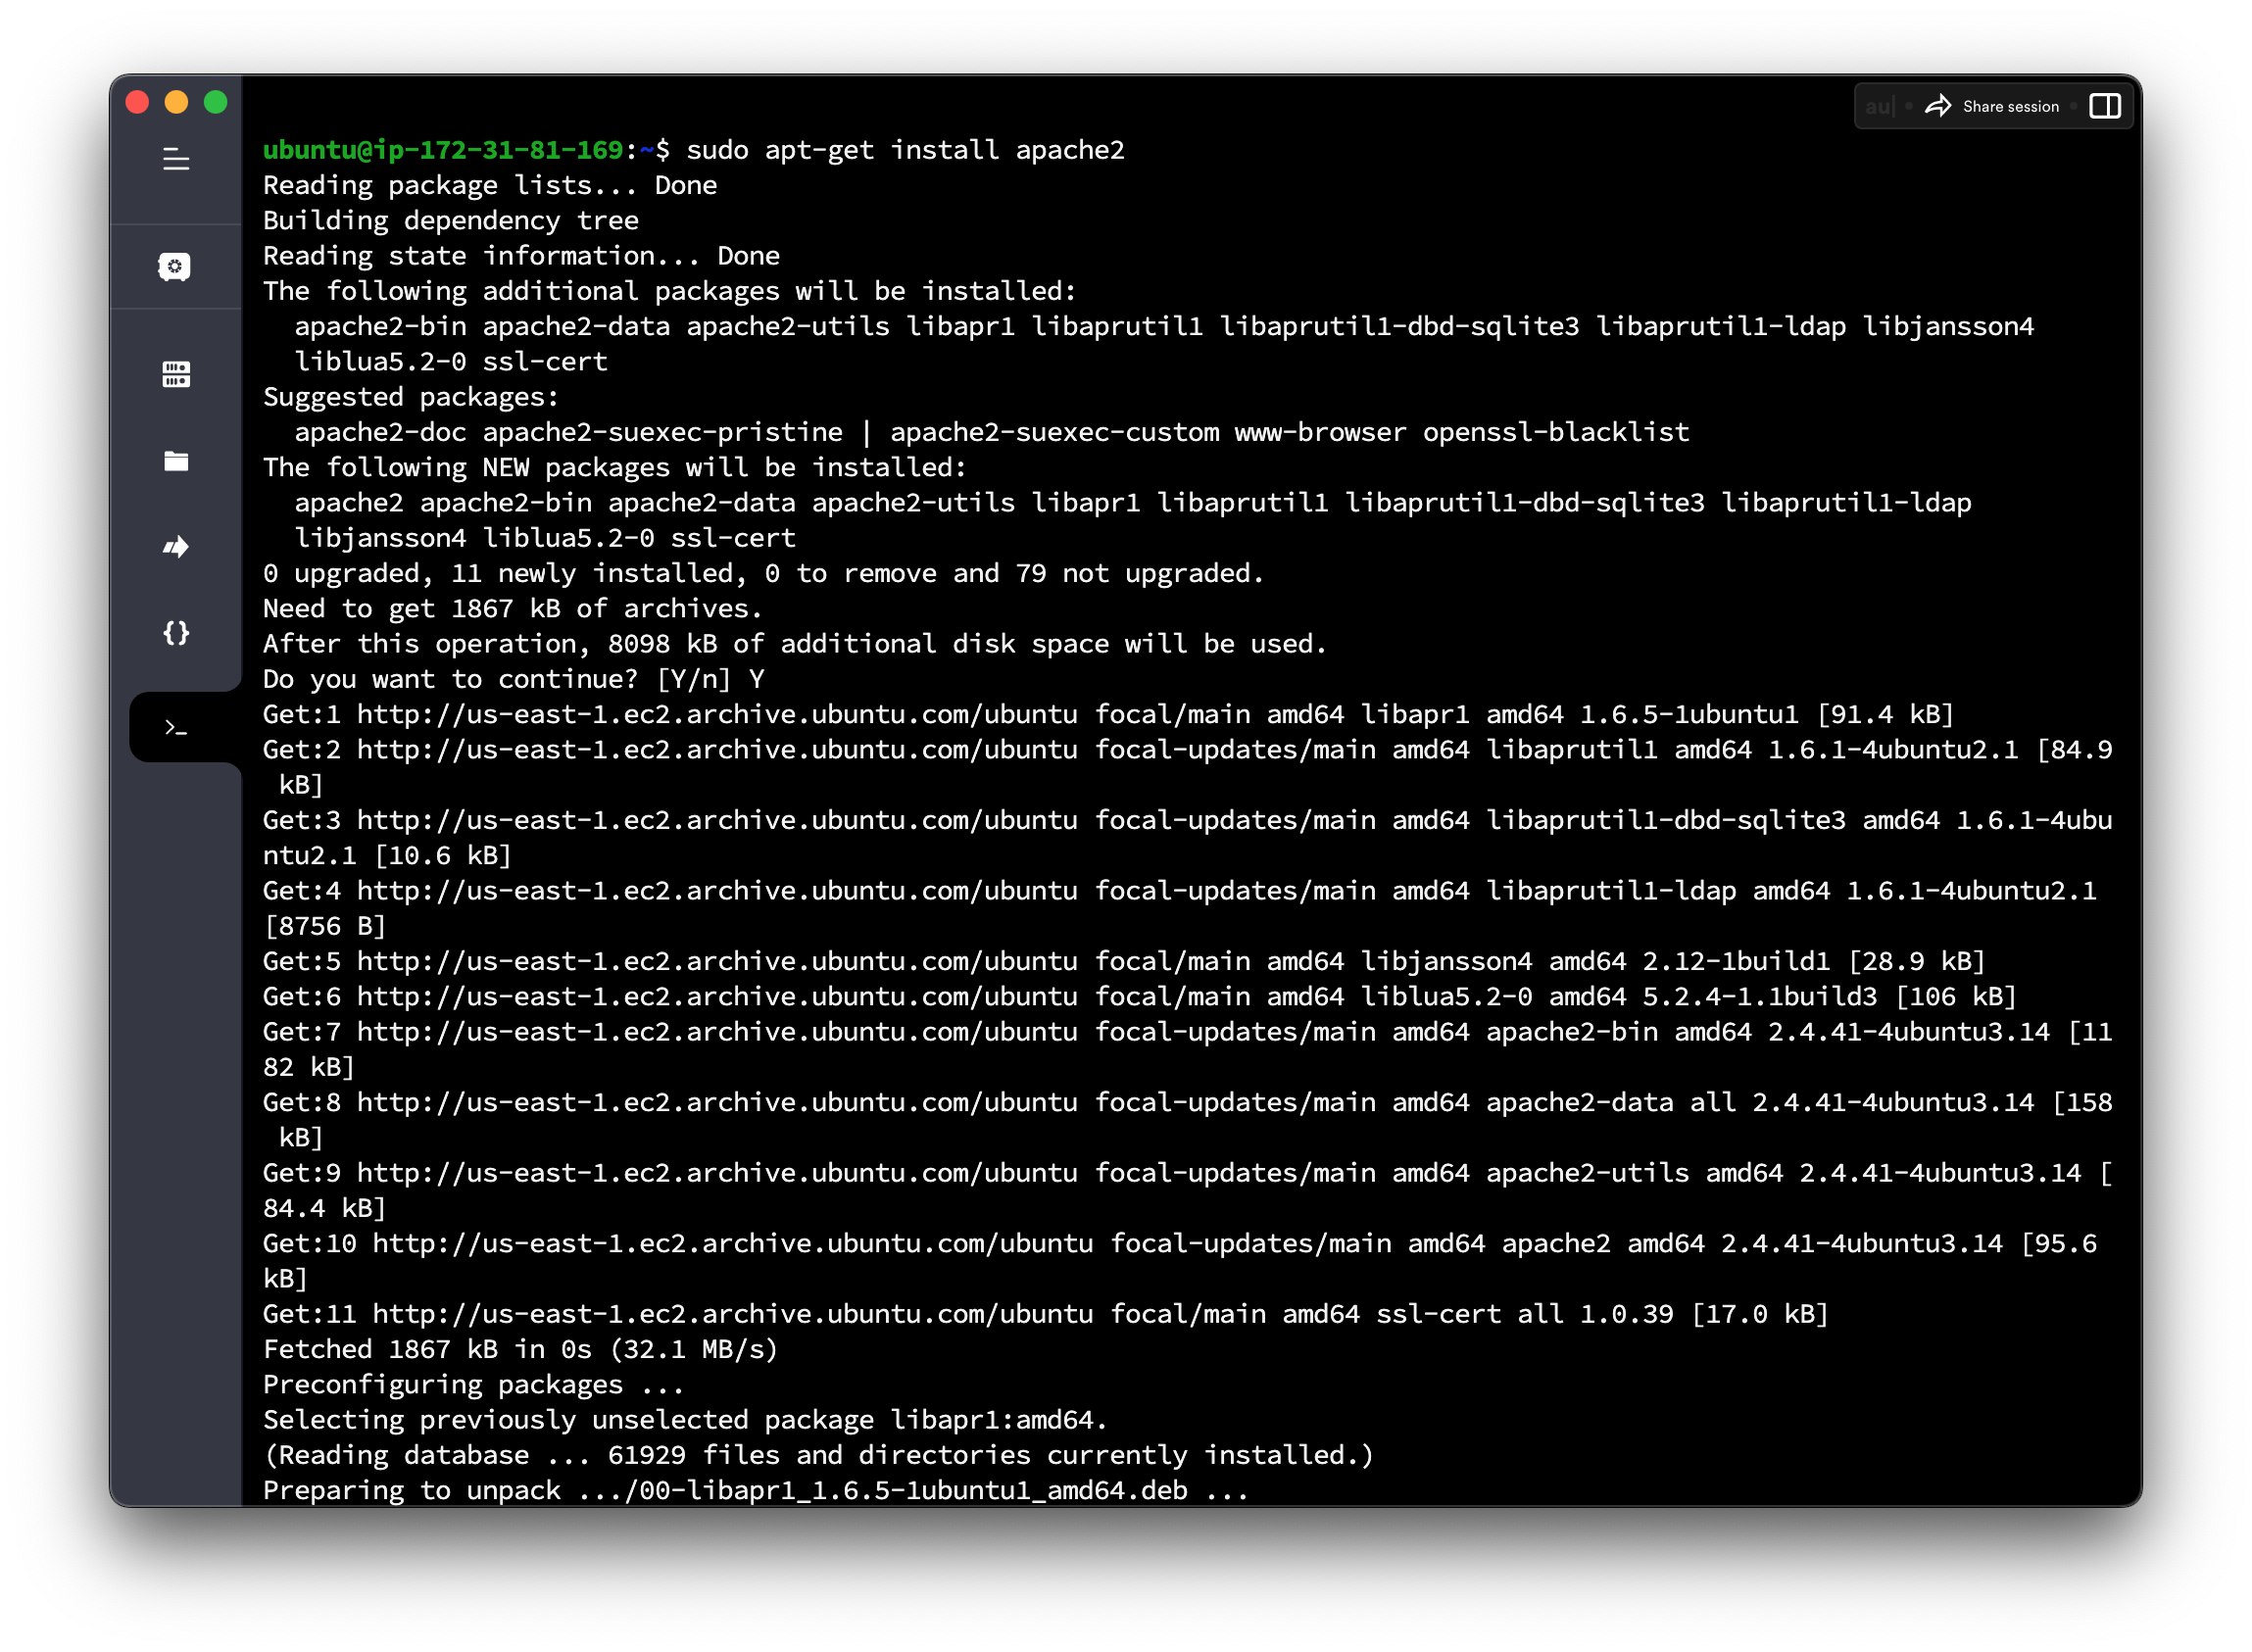 au| • Share session •
ubuntu@ip-172-31-81-169:~$ sudo apt-get install apache2
Reading package lists... Done
Building dependency tree
Reading state information... Done
The following additional packages will be installed:
  apache2-bin apache2-data apache2-utils libapr1 libaprutil1 libaprutil1-dbd-sqlite3 libaprutil1-ldap libjansson4
  liblua5.2-0 ssl-cert
Suggested packages:
  apache2-doc apache2-suexec-pristine | apache2-suexec-custom www-browser openssl-blacklist
The following NEW packages will be installed:
  apache2 apache2-bin apache2-data apache2-utils libapr1 libaprutil1 libaprutil1-dbd-sqlite3 libaprutil1-ldap
  libjansson4 liblua5.2-0 ssl-cert
0 upgraded, 11 newly installed, 0 to remove and 79 not upgraded.
Need to get 1867 kB of archives.
After this operation, 8098 kB of additional disk space will be used.
Do you want to continue? [Y/n] Y
Get:1 http://us-east-1.ec2.archive.ubuntu.com/ubuntu focal/main amd64 libapr1 amd64 1.6.5-1ubuntu1 [91.4 kB]
Get:2 http://us-east-1.ec2.archive.ubuntu.com/ubuntu focal-updates/main amd64 libaprutil1 amd64 1.6.1-4ubuntu2.1 [84.9
 kB]
Get:3 http://us-east-1.ec2.archive.ubuntu.com/ubuntu focal-updates/main amd64 libaprutil1-dbd-sqlite3 amd64 1.6.1-4ubu
ntu2.1 [10.6 kB]
Get:4 http://us-east-1.ec2.archive.ubuntu.com/ubuntu focal-updates/main amd64 libaprutil1-ldap amd64 1.6.1-4ubuntu2.1
[8756 B]
Get:5 http://us-east-1.ec2.archive.ubuntu.com/ubuntu focal/main amd64 libjansson4 amd64 2.12-1build1 [28.9 kB]
Get:6 http://us-east-1.ec2.archive.ubuntu.com/ubuntu focal/main amd64 liblua5.2-0 amd64 5.2.4-1.1build3 [106 kB]
Get:7 http://us-east-1.ec2.archive.ubuntu.com/ubuntu focal-updates/main amd64 apache2-bin amd64 2.4.41-4ubuntu3.14 [11
82 kB]
Get:8 http://us-east-1.ec2.archive.ubuntu.com/ubuntu focal-updates/main amd64 apache2-data all 2.4.41-4ubuntu3.14 [158
 kB]
Get:9 http://us-east-1.ec2.archive.ubuntu.com/ubuntu focal-updates/main amd64 apache2-utils amd64 2.4.41-4ubuntu3.14 [
84.4 kB]
Get:10 http://us-east-1.ec2.archive.ubuntu.com/ubuntu focal-updates/main amd64 apache2 amd64 2.4.41-4ubuntu3.14 [95.6
kB]
Get:11 http://us-east-1.ec2.archive.ubuntu.com/ubuntu focal/main amd64 ssl-cert all 1.0.39 [17.0 kB]
Fetched 1867 kB in 0s (32.1 MB/s)
Preconfiguring packages ...
Selecting previously unselected package libapr1:amd64.
(Reading database ... 61929 files and directories currently installed.)
Preparing to unpack .../00-libapr1_1.6.5-1ubuntu1_amd64.deb ...